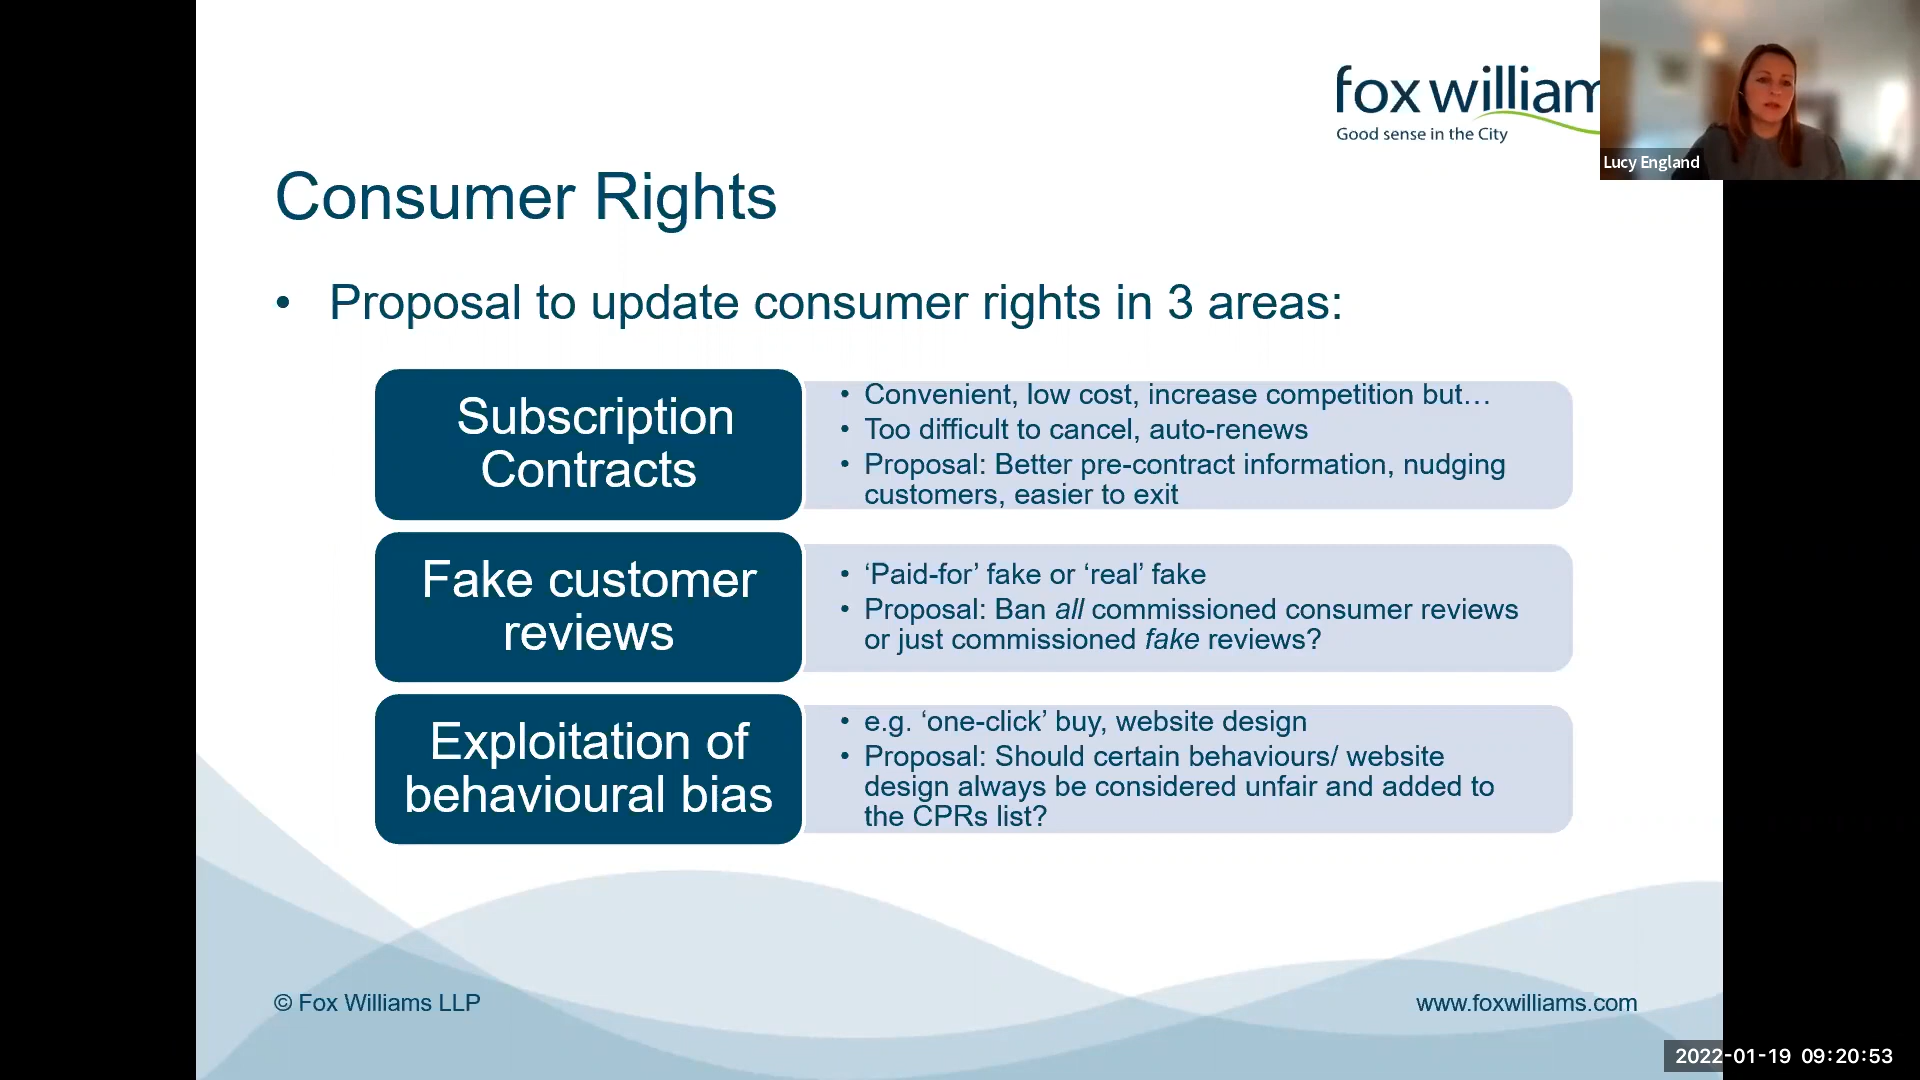 fox william
Good sense in the City
Lucy England
Consumer Rights
• Proposal to update consumer rights in 3 areas:
Subscription
Contracts
• Convenient, low cost, increase competition but…
• Too difficult to cancel, auto-renews
• Proposal: Better pre-contract information, nudging
customers, easier to exit
Fake customer
reviews
• ‘Paid-for’ fake or ‘real’ fake
• Proposal: Ban all commissioned consumer reviews
or just commissioned fake reviews?
Exploitation of
behavioural bias
• e.g. ‘one-click’ buy, website design
• Proposal: Should certain behaviours/ website
design always be considered unfair and added to
the CPRs list?
© Fox Williams LLP
www.foxwilliams.com
2022-01-19 09:20:53